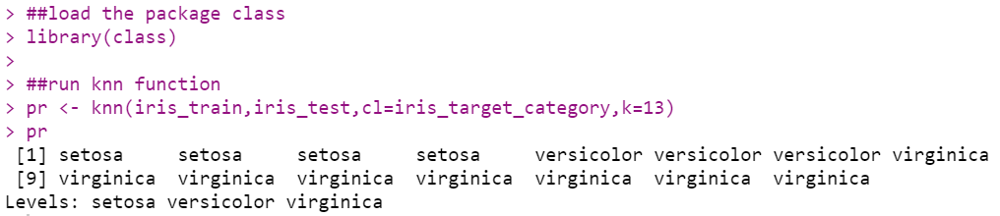 > ##load the package class
> library(class)
>
> ##run knn function
> pr <- knn(iris_train,iris_test,cl=iris_target_category,k=13)
> pr
 [1] setosa     setosa     setosa     setosa     versicolor versicolor versicolor virginica
 [9] virginica  virginica  virginica  virginica  virginica  virginica  virginica
Levels: setosa versicolor virginica